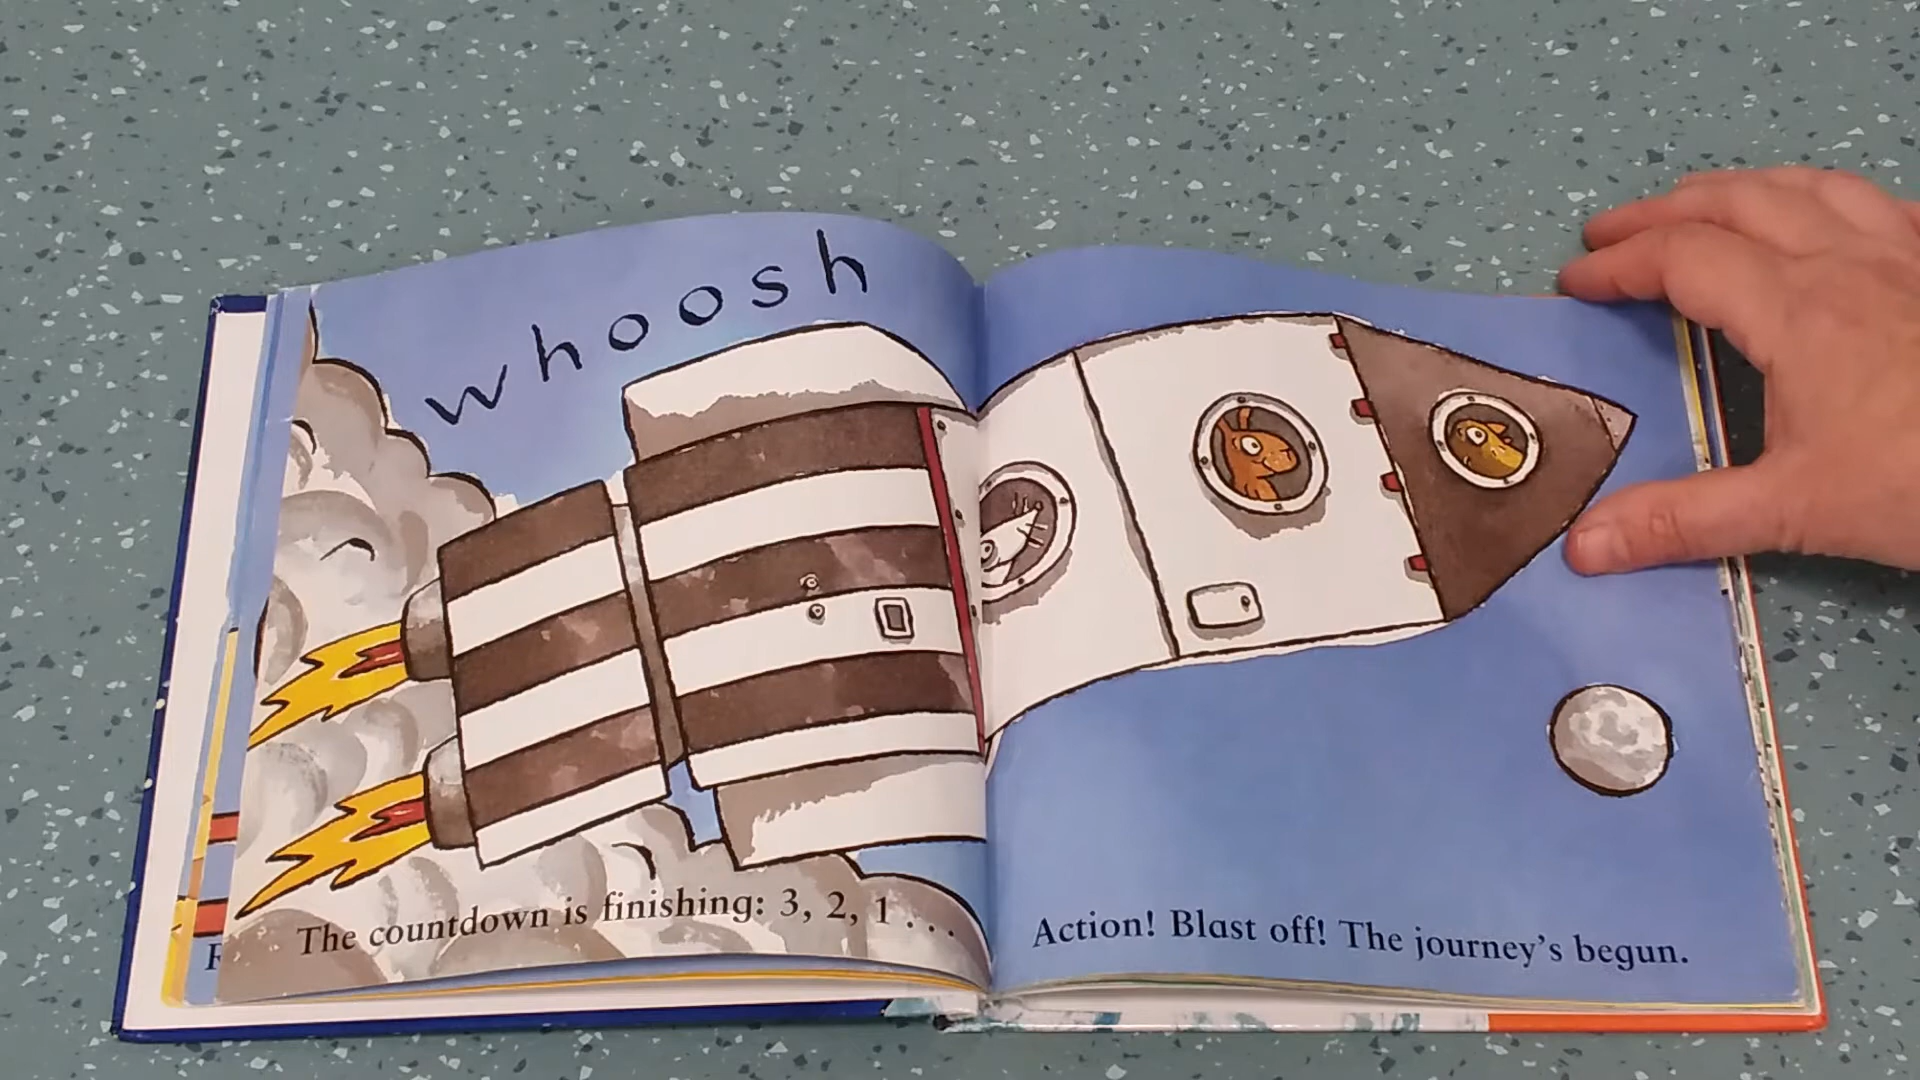 whoosh
The countdown is finishing: 3, 2, 1 . . .
Action! Blast off! The journey's begun.
F